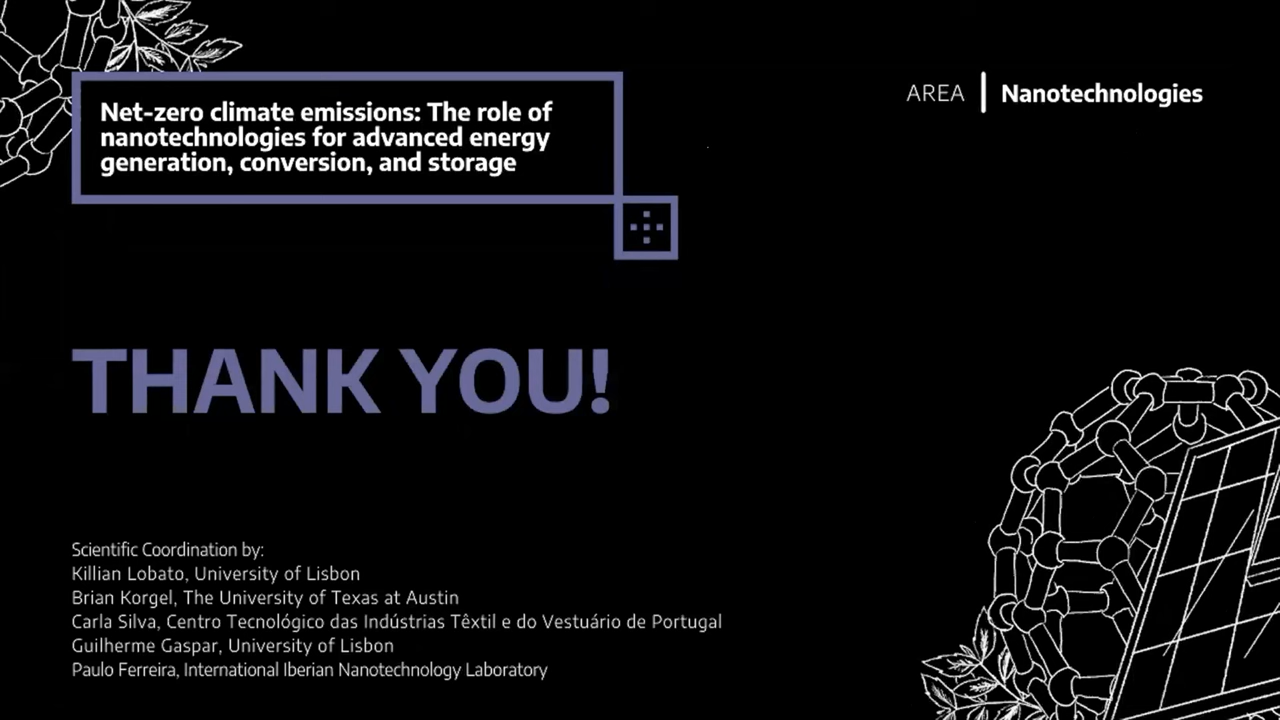 Net-zero climate emissions: The role of
nanotechnologies for advanced energy
generation, conversion, and storage
AREA | Nanotechnologies
THANK YOU!
Scientific Coordination by:
Killian Lobato, University of Lisbon
Brian Korgel, The University of Texas at Austin
Carla Silva, Centro Tecnológico das Indústrias Têxtil e do Vestuário de Portugal
Guilherme Gaspar, University of Lisbon
Paulo Ferreira, International Iberian Nanotechnology Laboratory